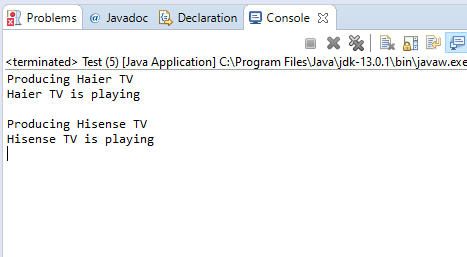 Problems @ Javadoc Declaration Console
<terminated> Test (5) [Java Application] C:\Program Files\Java\jdk-13.0.1\bin\javaw.exe
Producing Haier TV
Haier TV is playing
Producing Hisense TV
Hisense TV is playing